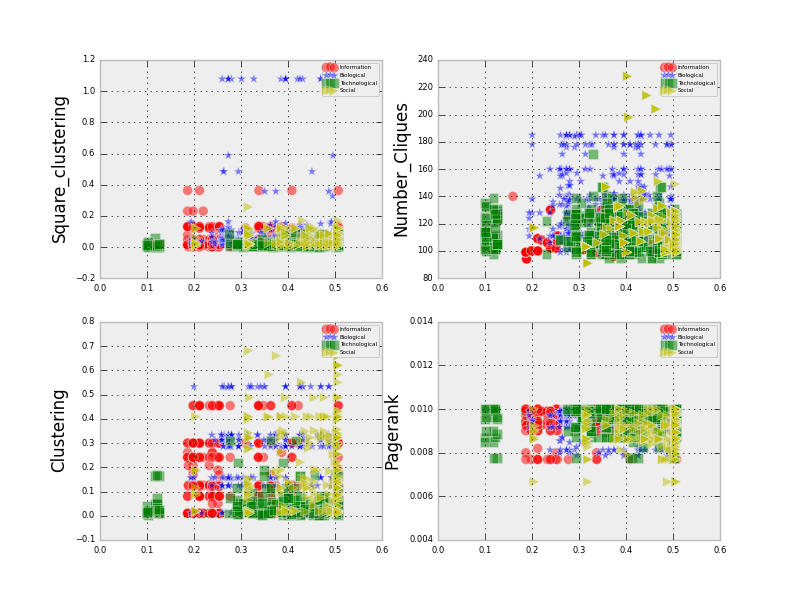 Square_clustering
1.2
1.0
0.8
0.6
0.4
0.2
0.0
−0.2
0.0 0.1 0.2 0.3 0.4 0.5 0.6
Information
Biological
Technological
Social
Number_Cliques
240
220
200
180
160
140
120
100
80
0.0 0.1 0.2 0.3 0.4 0.5 0.6
Information
Biological
Technological
Social
Clustering
0.8
0.7
0.6
0.5
0.4
0.3
0.2
0.1
0.0
−0.1
0.0 0.1 0.2 0.3 0.4 0.5 0.6
Information
Biological
Technological
Social
Pagerank
0.014
0.012
0.010
0.008
0.006
0.004
0.0 0.1 0.2 0.3 0.4 0.5 0.6
Information
Biological
Technological
Social